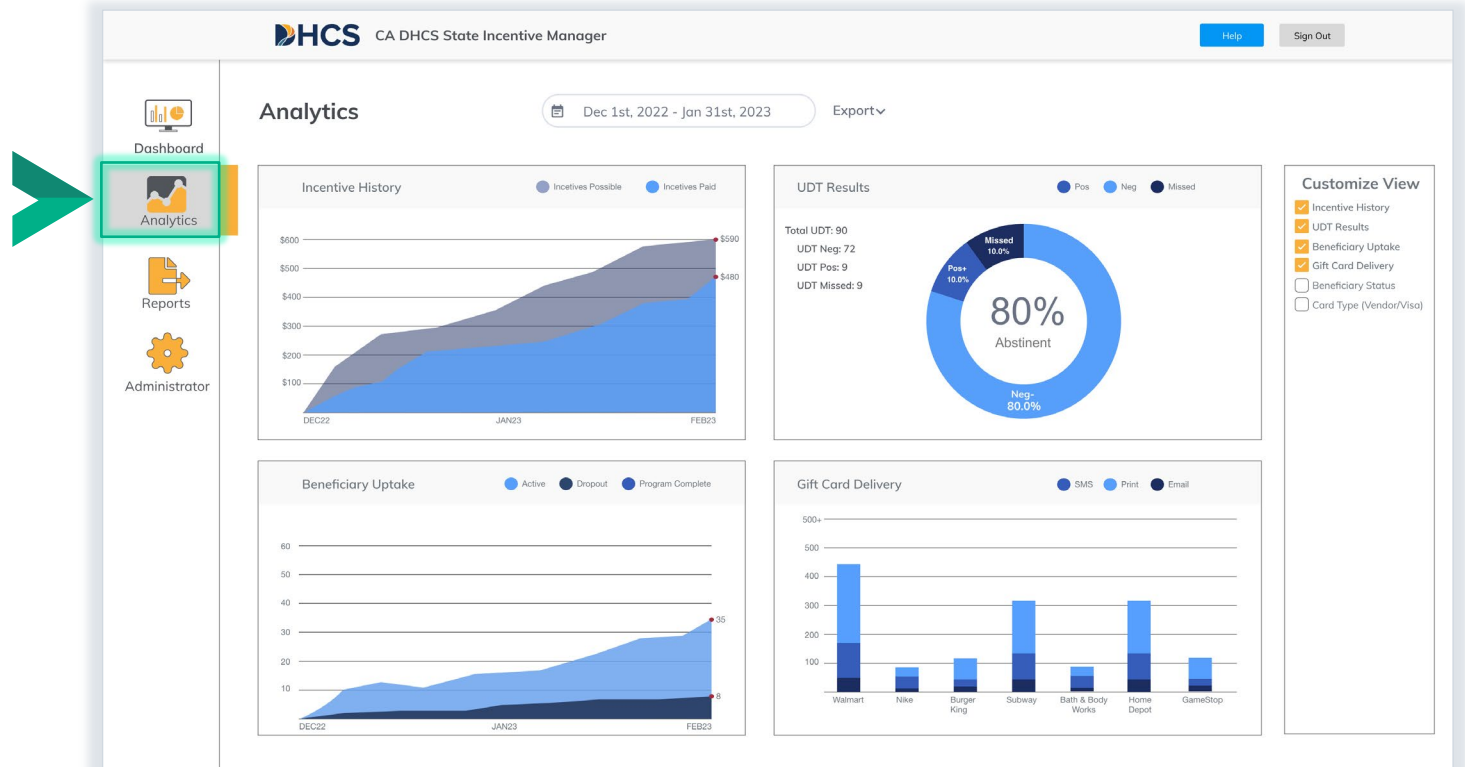 DHCS CA DHCS State Incentive Manager
Help
Sign Out
Dashboard
Analytics
Reports
Administrator
Analytics
Dec 1st, 2022 - Jan 31st, 2023
Export
Incentive History
Incetives Possible
Incetives Paid
$600
$500
$400
$300
$200
$100
$590
$480
DEC22
JAN23
FEB23
UDT Results
Pos
Neg
Missed
Total UDT: 90
UDT Neg: 72
UDT Pos: 9
UDT Missed: 9
Missed
10.0%
Pos+
10.0%
80%
Abstinent
Neg-
80.0%
Beneficiary Uptake
Active
Dropout
Program Complete
60
50
40
30
20
10
35
8
DEC22
JAN23
FEB23
Gift Card Delivery
SMS
Print
Email
500+
500
400
300
200
100
Walmart
Nike
Burger
King
Subway
Bath & Body
Works
Home
Depot
GameStop
Customize View
Incentive History
UDT Results
Beneficiary Uptake
Gift Card Delivery
Beneficiary Status
Card Type (Vendor/Visa)